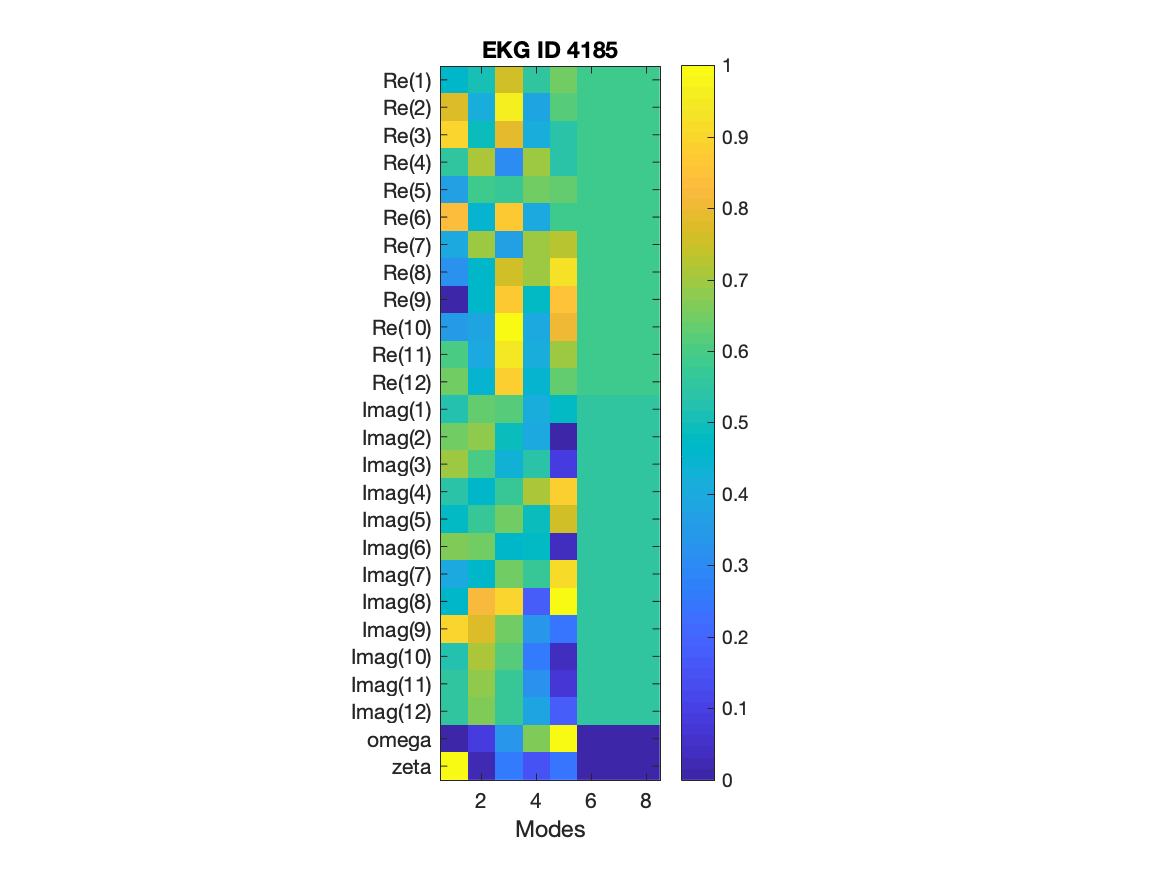 EKG ID 4185
Re(1)
Re(2)
Re(3)
Re(4)
Re(5)
Re(6)
Re(7)
Re(8)
Re(9)
Re(10)
Re(11)
Re(12)
Imag(1)
Imag(2)
Imag(3)
Imag(4)
Imag(5)
Imag(6)
Imag(7)
Imag(8)
Imag(9)
Imag(10)
Imag(11)
Imag(12)
omega
zeta
2 4 6 8
Modes
1
0.9
0.8
0.7
0.6
0.5
0.4
0.3
0.2
0.1
0